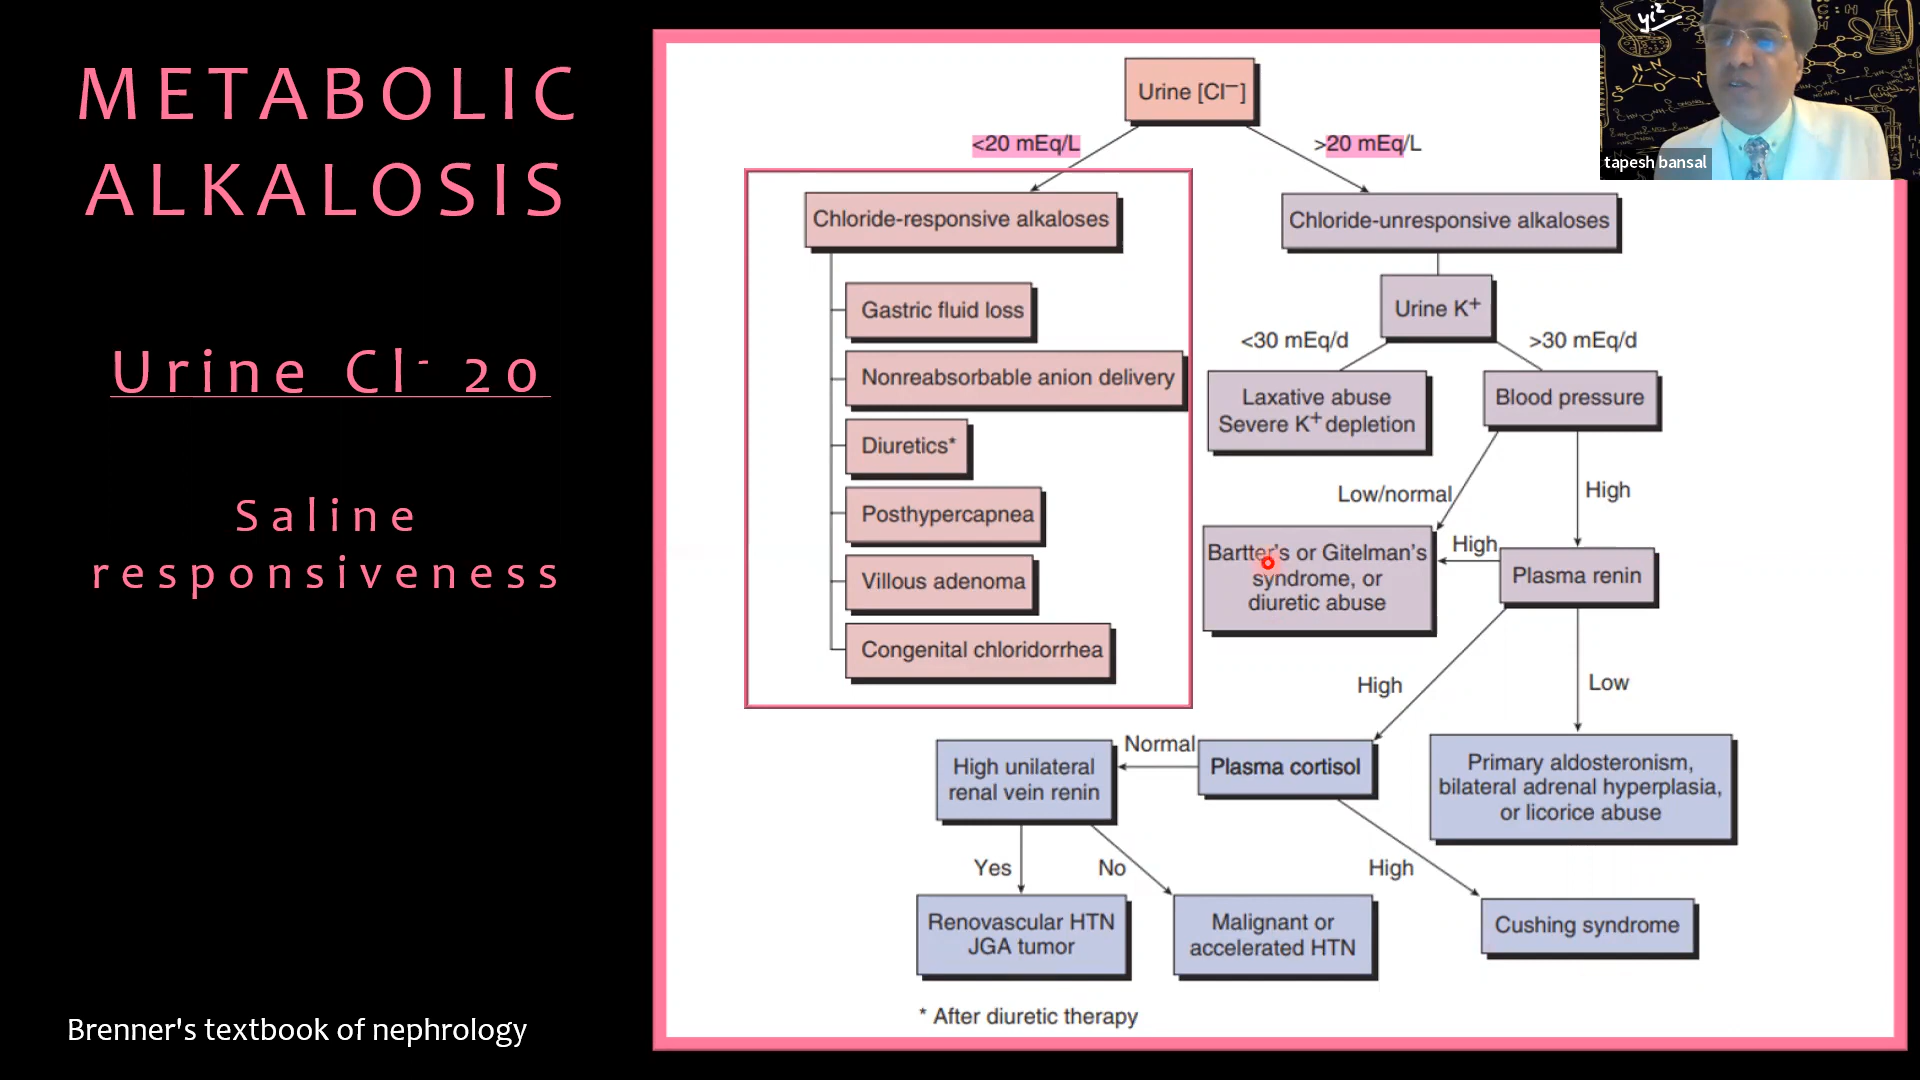 METABOLIC
ALKALOSIS
Urine Cl⁻ 20
Saline
responsiveness
Brenner's textbook of nephrology
Urine [Cl⁻]
<20 mEq/L
>20 mEq/L
Chloride-responsive alkaloses
Gastric fluid loss
Nonreabsorbable anion delivery
Diuretics*
Posthypercapnea
Villous adenoma
Congenital chloridorrhea
Chloride-unresponsive alkaloses
Urine K⁺
<30 mEq/d
>30 mEq/d
Laxative abuse
Severe K⁺ depletion
Blood pressure
Low/normal
High
Bartter's or Gitelman's
syndrome, or
diuretic abuse
High
Plasma renin
High
Low
Normal
Plasma cortisol
High unilateral
renal vein renin
Primary aldosteronism,
bilateral adrenal hyperplasia,
or licorice abuse
Yes
No
High
Renovascular HTN
JGA tumor
Malignant or
accelerated HTN
Cushing syndrome
* After diuretic therapy
tapesh bansal